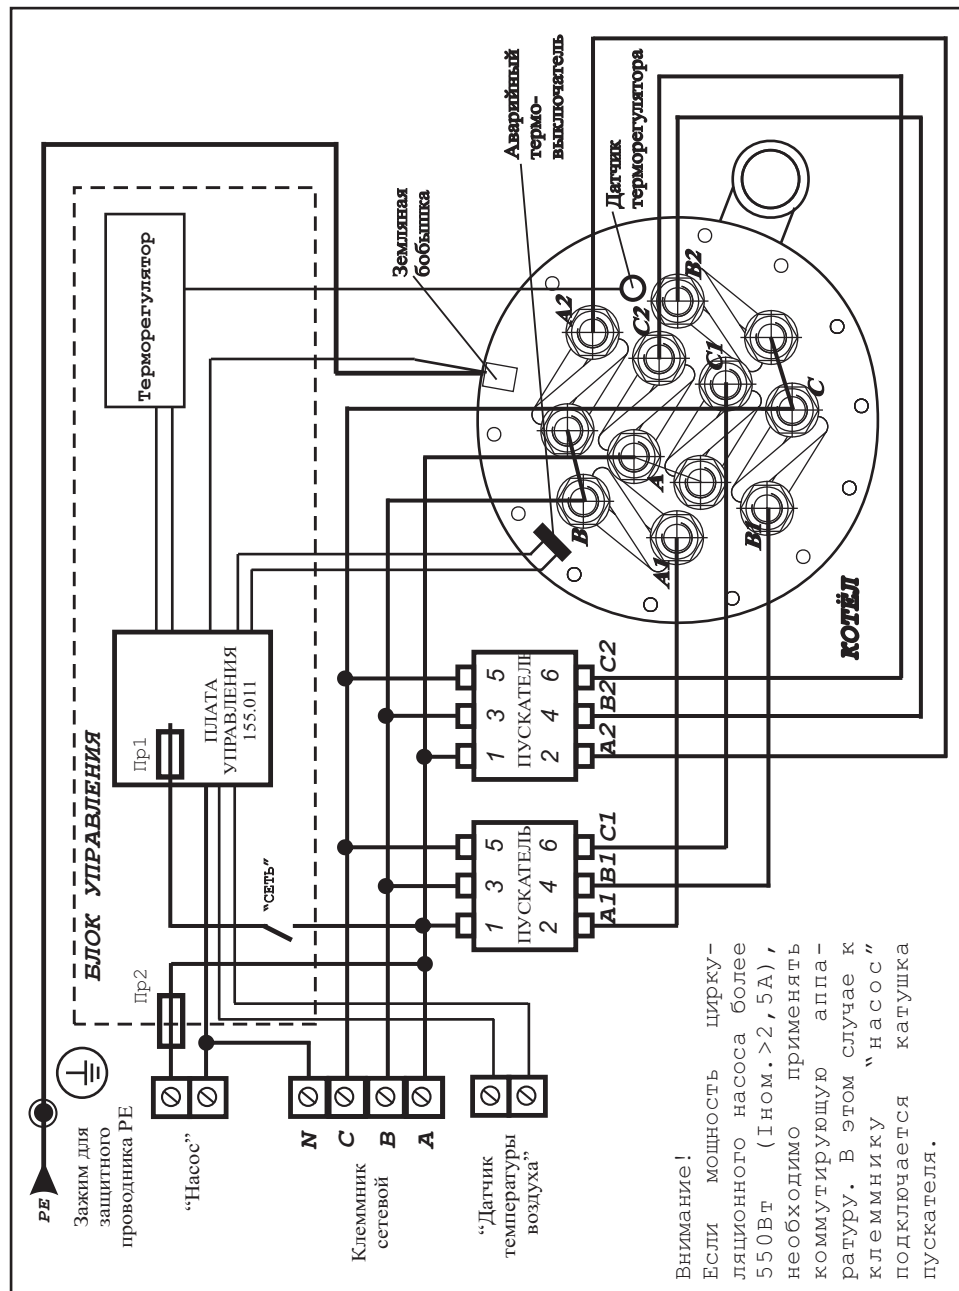 PE
Зажим для
защитного
проводника PE
“Насос”
Клеммник
сетевой
N
C
B
A
“Датчик
температуры
воздуха”
БЛОК УПРАВЛЕНИЯ
Пр2
Пр1
“СЕТЬ”
ПЛАТА
УПРАВЛЕНИЯ
155.011
Терморегулятор
Земляная
бобышка
Аварийный
термо-
выключатель
Датчик
терморегулятора
1 3 5
ПУСКАТЕЛЬ
2 4 6
A1 B1 C1
1 3 5
ПУСКАТЕЛЬ
2 4 6
A2 B2 C2
A2
C2
B2
C1
C
A
B
A1
B1
КОТЁЛ
Внимание!
Если мощность цирку-
ляционного насоса более
550Вт (Iном.>2,5А),
необходимо применять
коммутирующую аппа-
ратуру. В этом случае к
клеммнику “насос”
подключается катушка
пускателя.